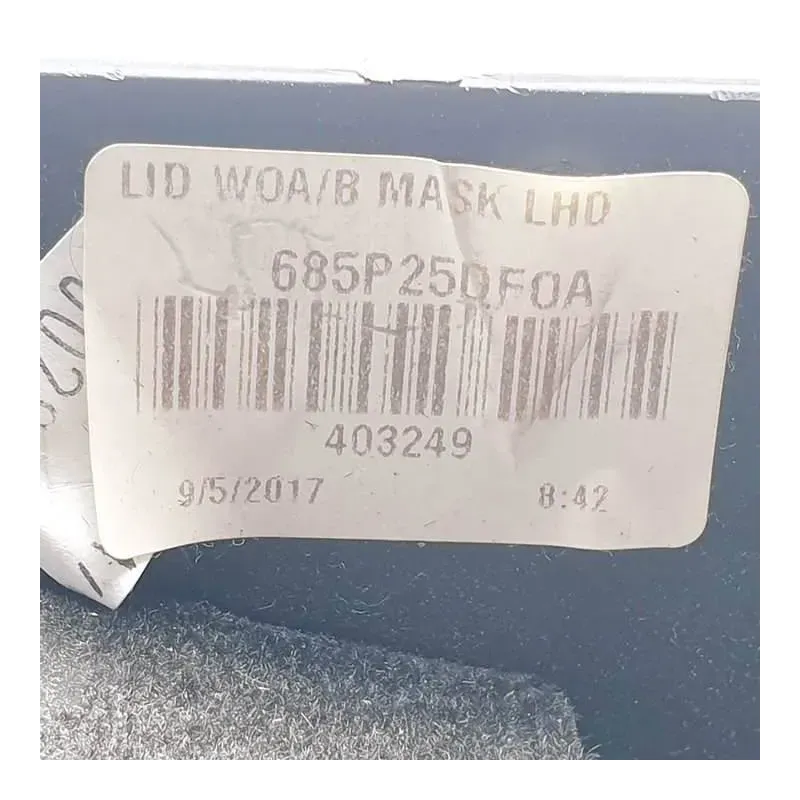 LID WOA/B MASK LHD
685P25DF0A
403249
9/5/2017
8:42